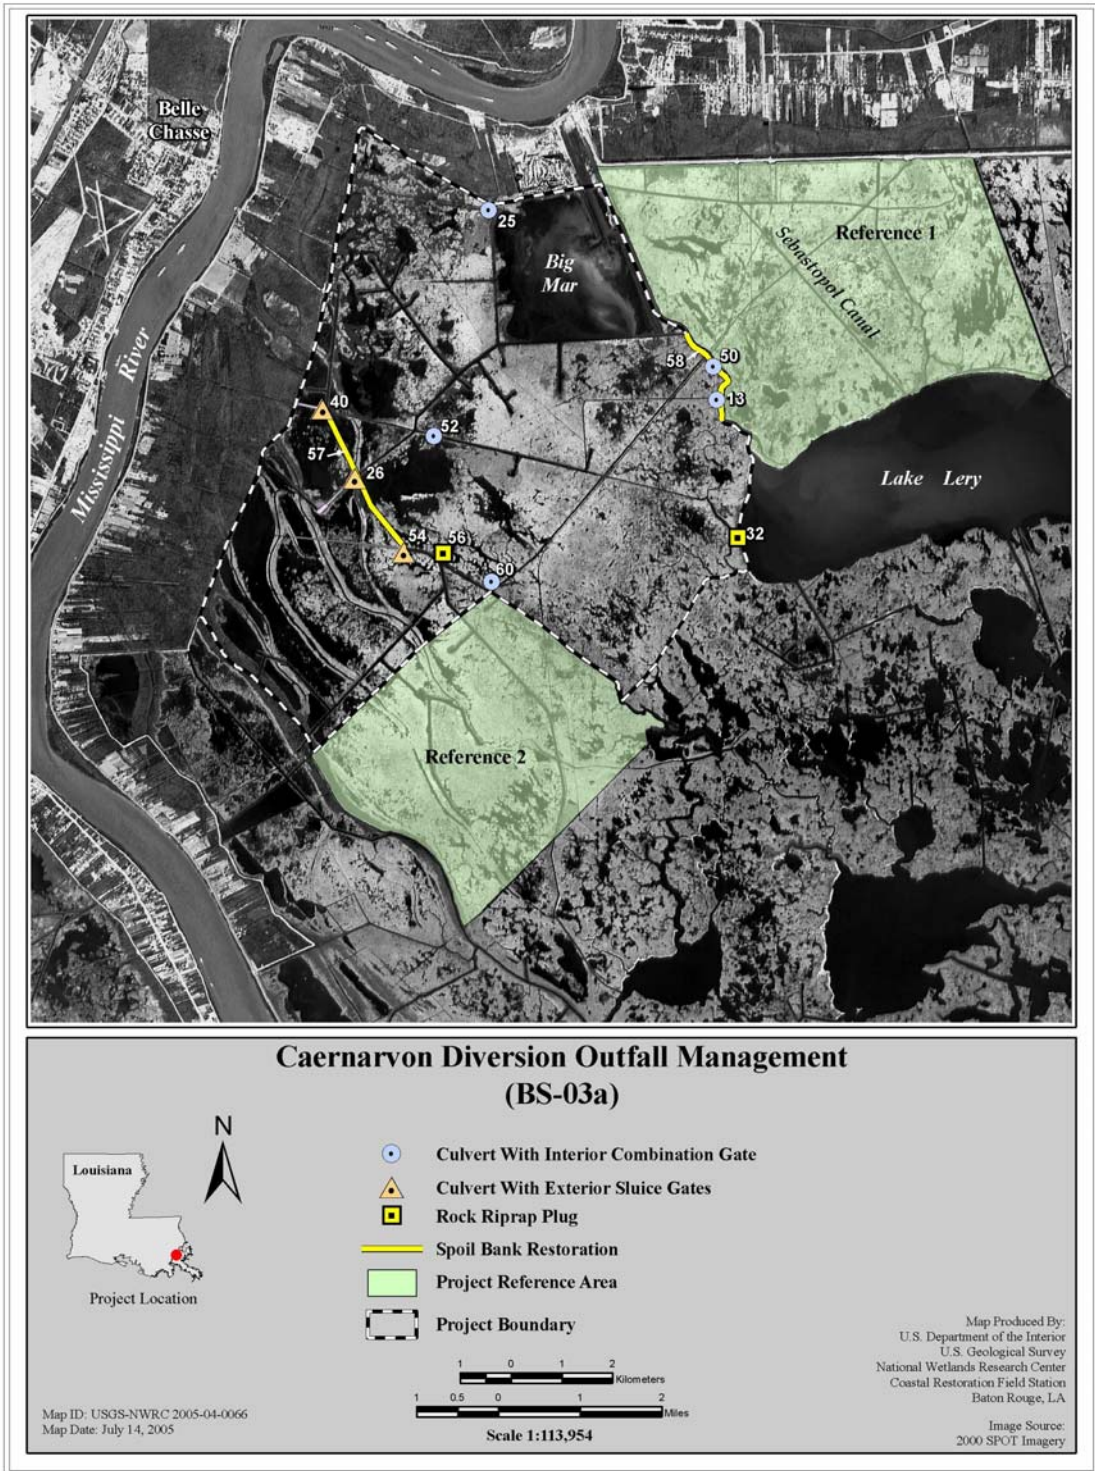 Belle
Chasse
25
Big
Mar
Reference 1
Sebastopol Canal
Mississippi River
58
50
13
40
52
57
26
Lake Lery
54
56
32
60
Reference 2
Caernarvon Diversion Outfall Management
(BS-03a)
N
Louisiana
Project Location
Culvert With Interior Combination Gate
Culvert With Exterior Sluice Gates
Rock Riprap Plug
Spoil Bank Restoration
Project Reference Area
Project Boundary
1 0 1 2
Kilometers
1 0.5 0 1 2
Miles
Scale 1:113,954
Map ID: USGS-NWRC 2005-04-0066
Map Date: July 14, 2005
Map Produced By:
U.S. Department of the Interior
U.S. Geological Survey
National Wetlands Research Center
Coastal Restoration Field Station
Baton Rouge, LA
Image Source:
2000 SPOT Imagery